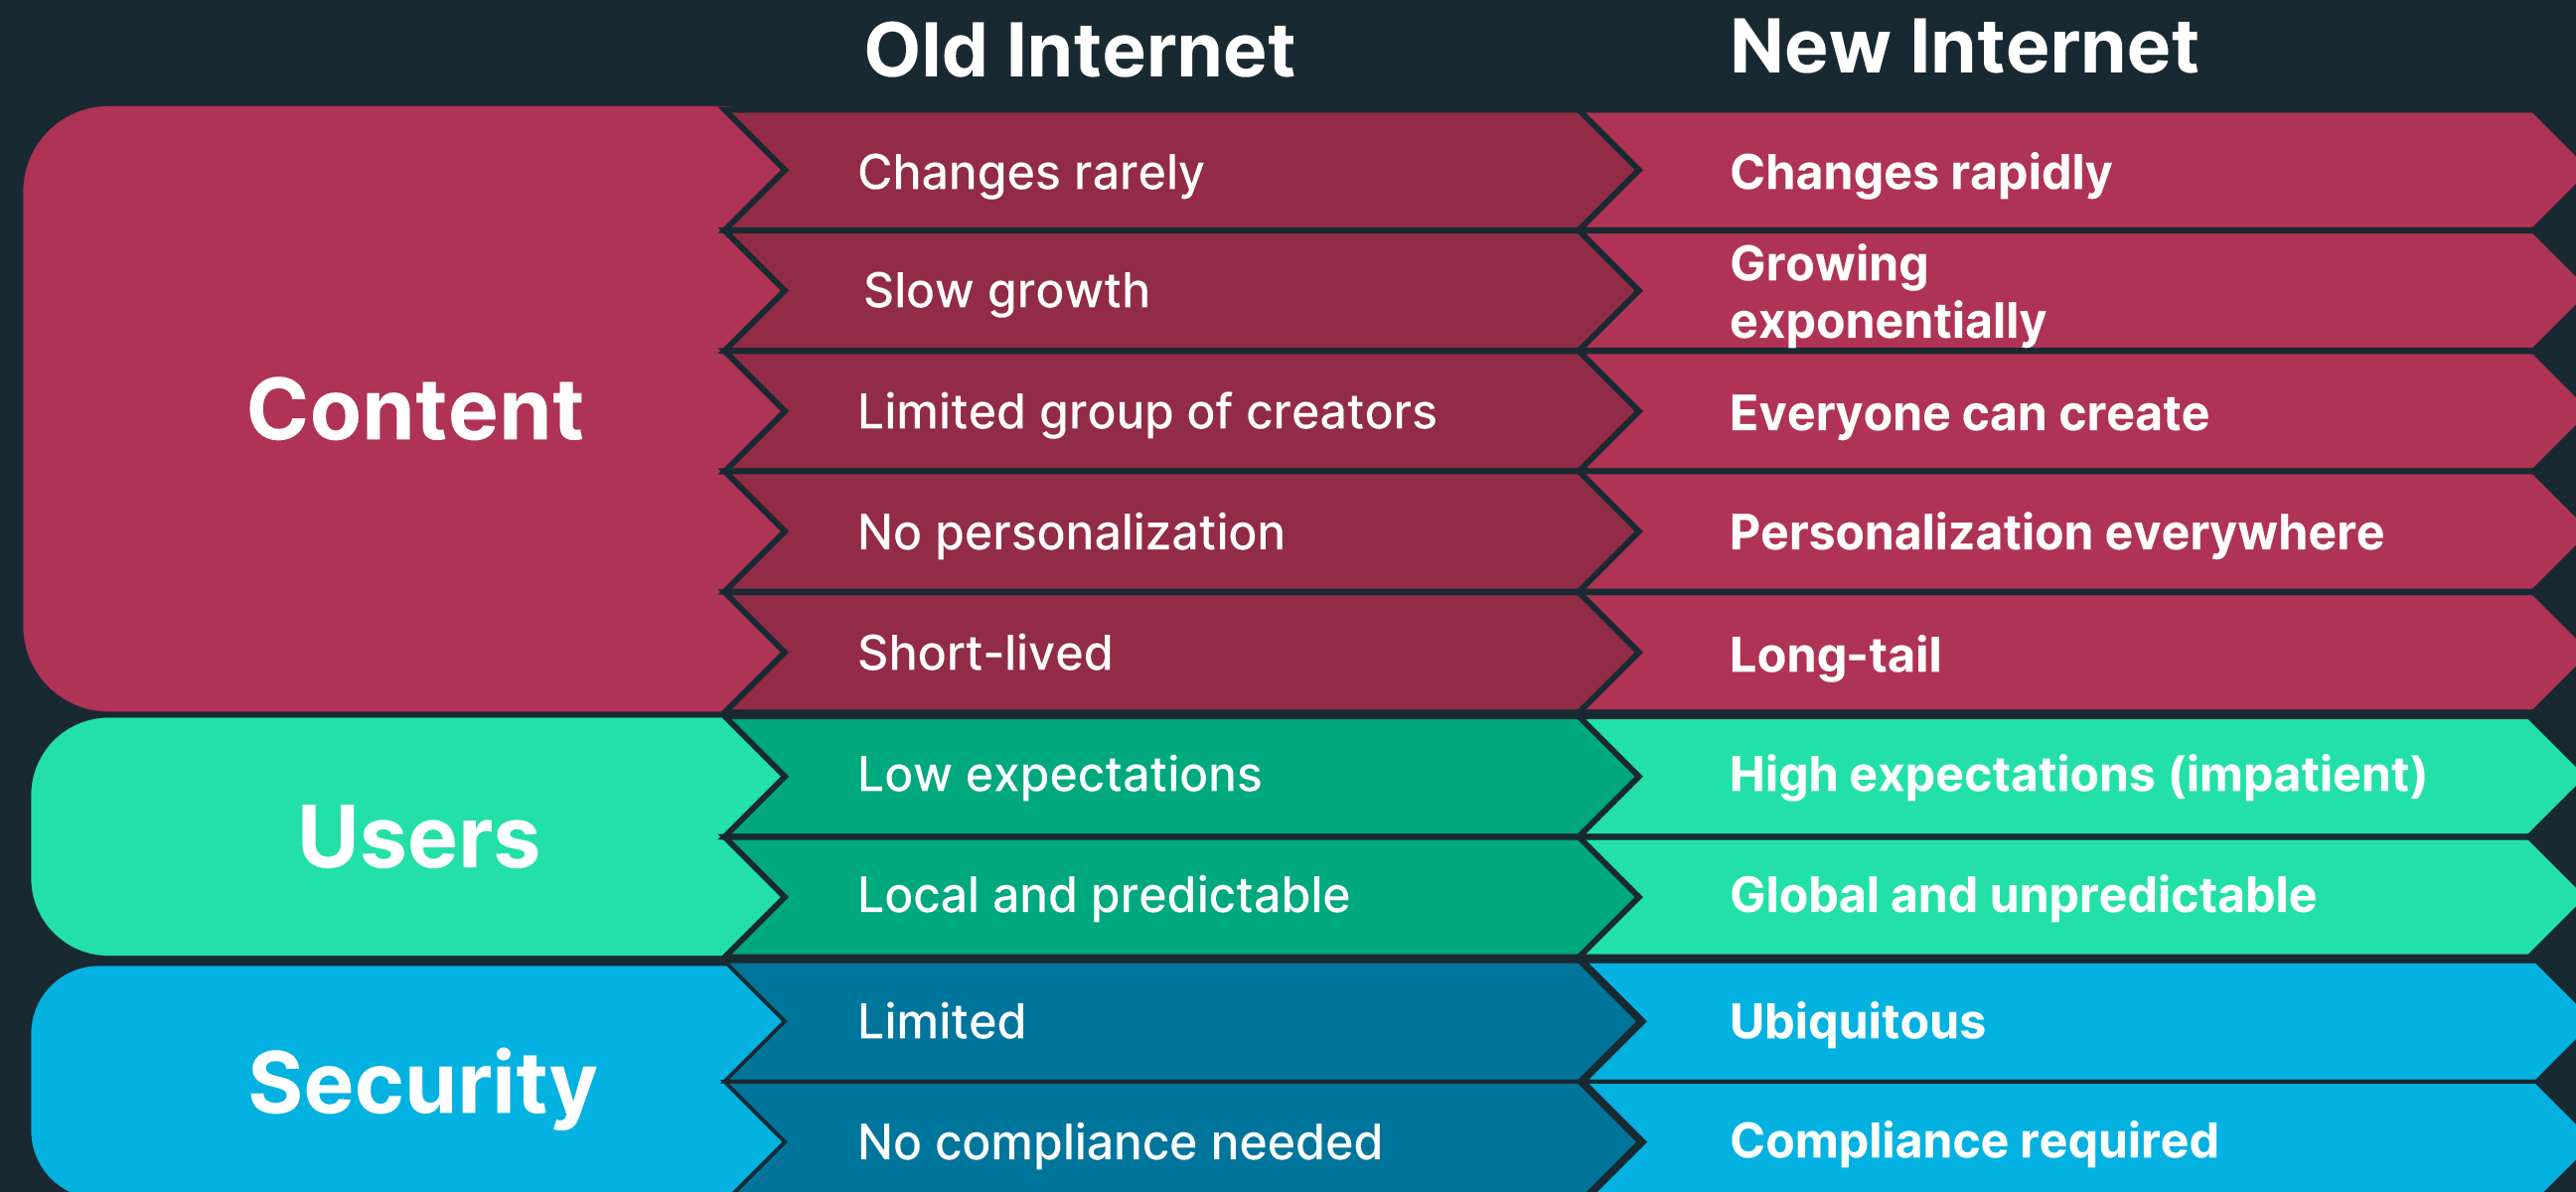 Old Internet
New Internet
Content
Changes rarely
Changes rapidly
Slow growth
Growing
exponentially
Limited group of creators
Everyone can create
No personalization
Personalization everywhere
Short-lived
Long-tail
Users
Low expectations
High expectations (impatient)
Local and predictable
Global and unpredictable
Security
Limited
Ubiquitous
No compliance needed
Compliance required